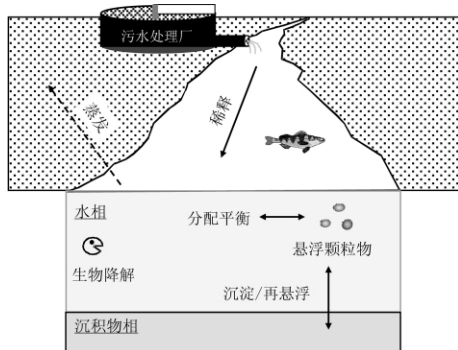 污水处理厂
稀释
蒸发
水相
分配平衡
悬浮颗粒物
生物降解
沉淀/再悬浮
沉积物相